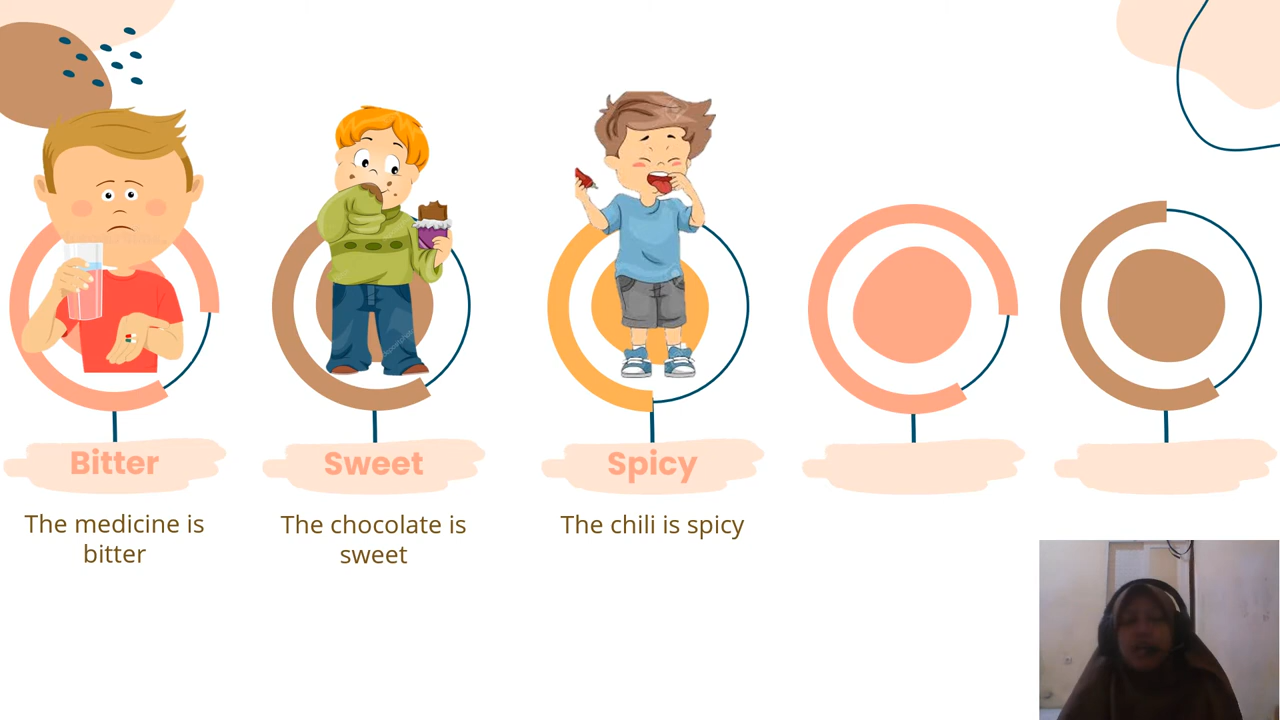 Bitter
Sweet
Spicy
The medicine is
bitter
The chocolate is
sweet
The chili is spicy